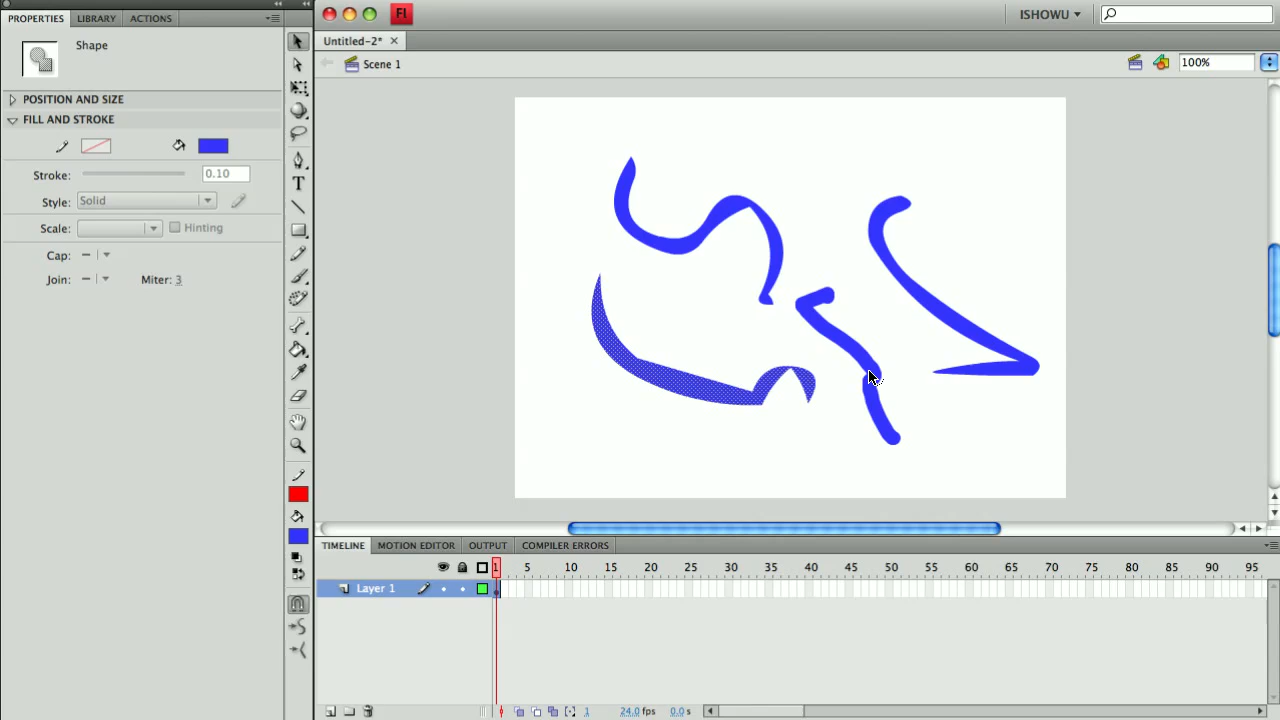 PROPERTIES LIBRARY ACTIONS
Shape
POSITION AND SIZE
FILL AND STROKE
Stroke: 0.10
Style: Solid
Scale: Hinting
Cap:
Join: Miter: 3
T
Fl ISHOWU
Untitled-2*
Scene 1 100%
TIMELINE MOTION EDITOR OUTPUT COMPILER ERRORS
1 5 10 15 20 25 30 35 40 45 50 55 60 65 70 75 80 85 90 95
Layer 1
1 24.0 fps 0.0 s